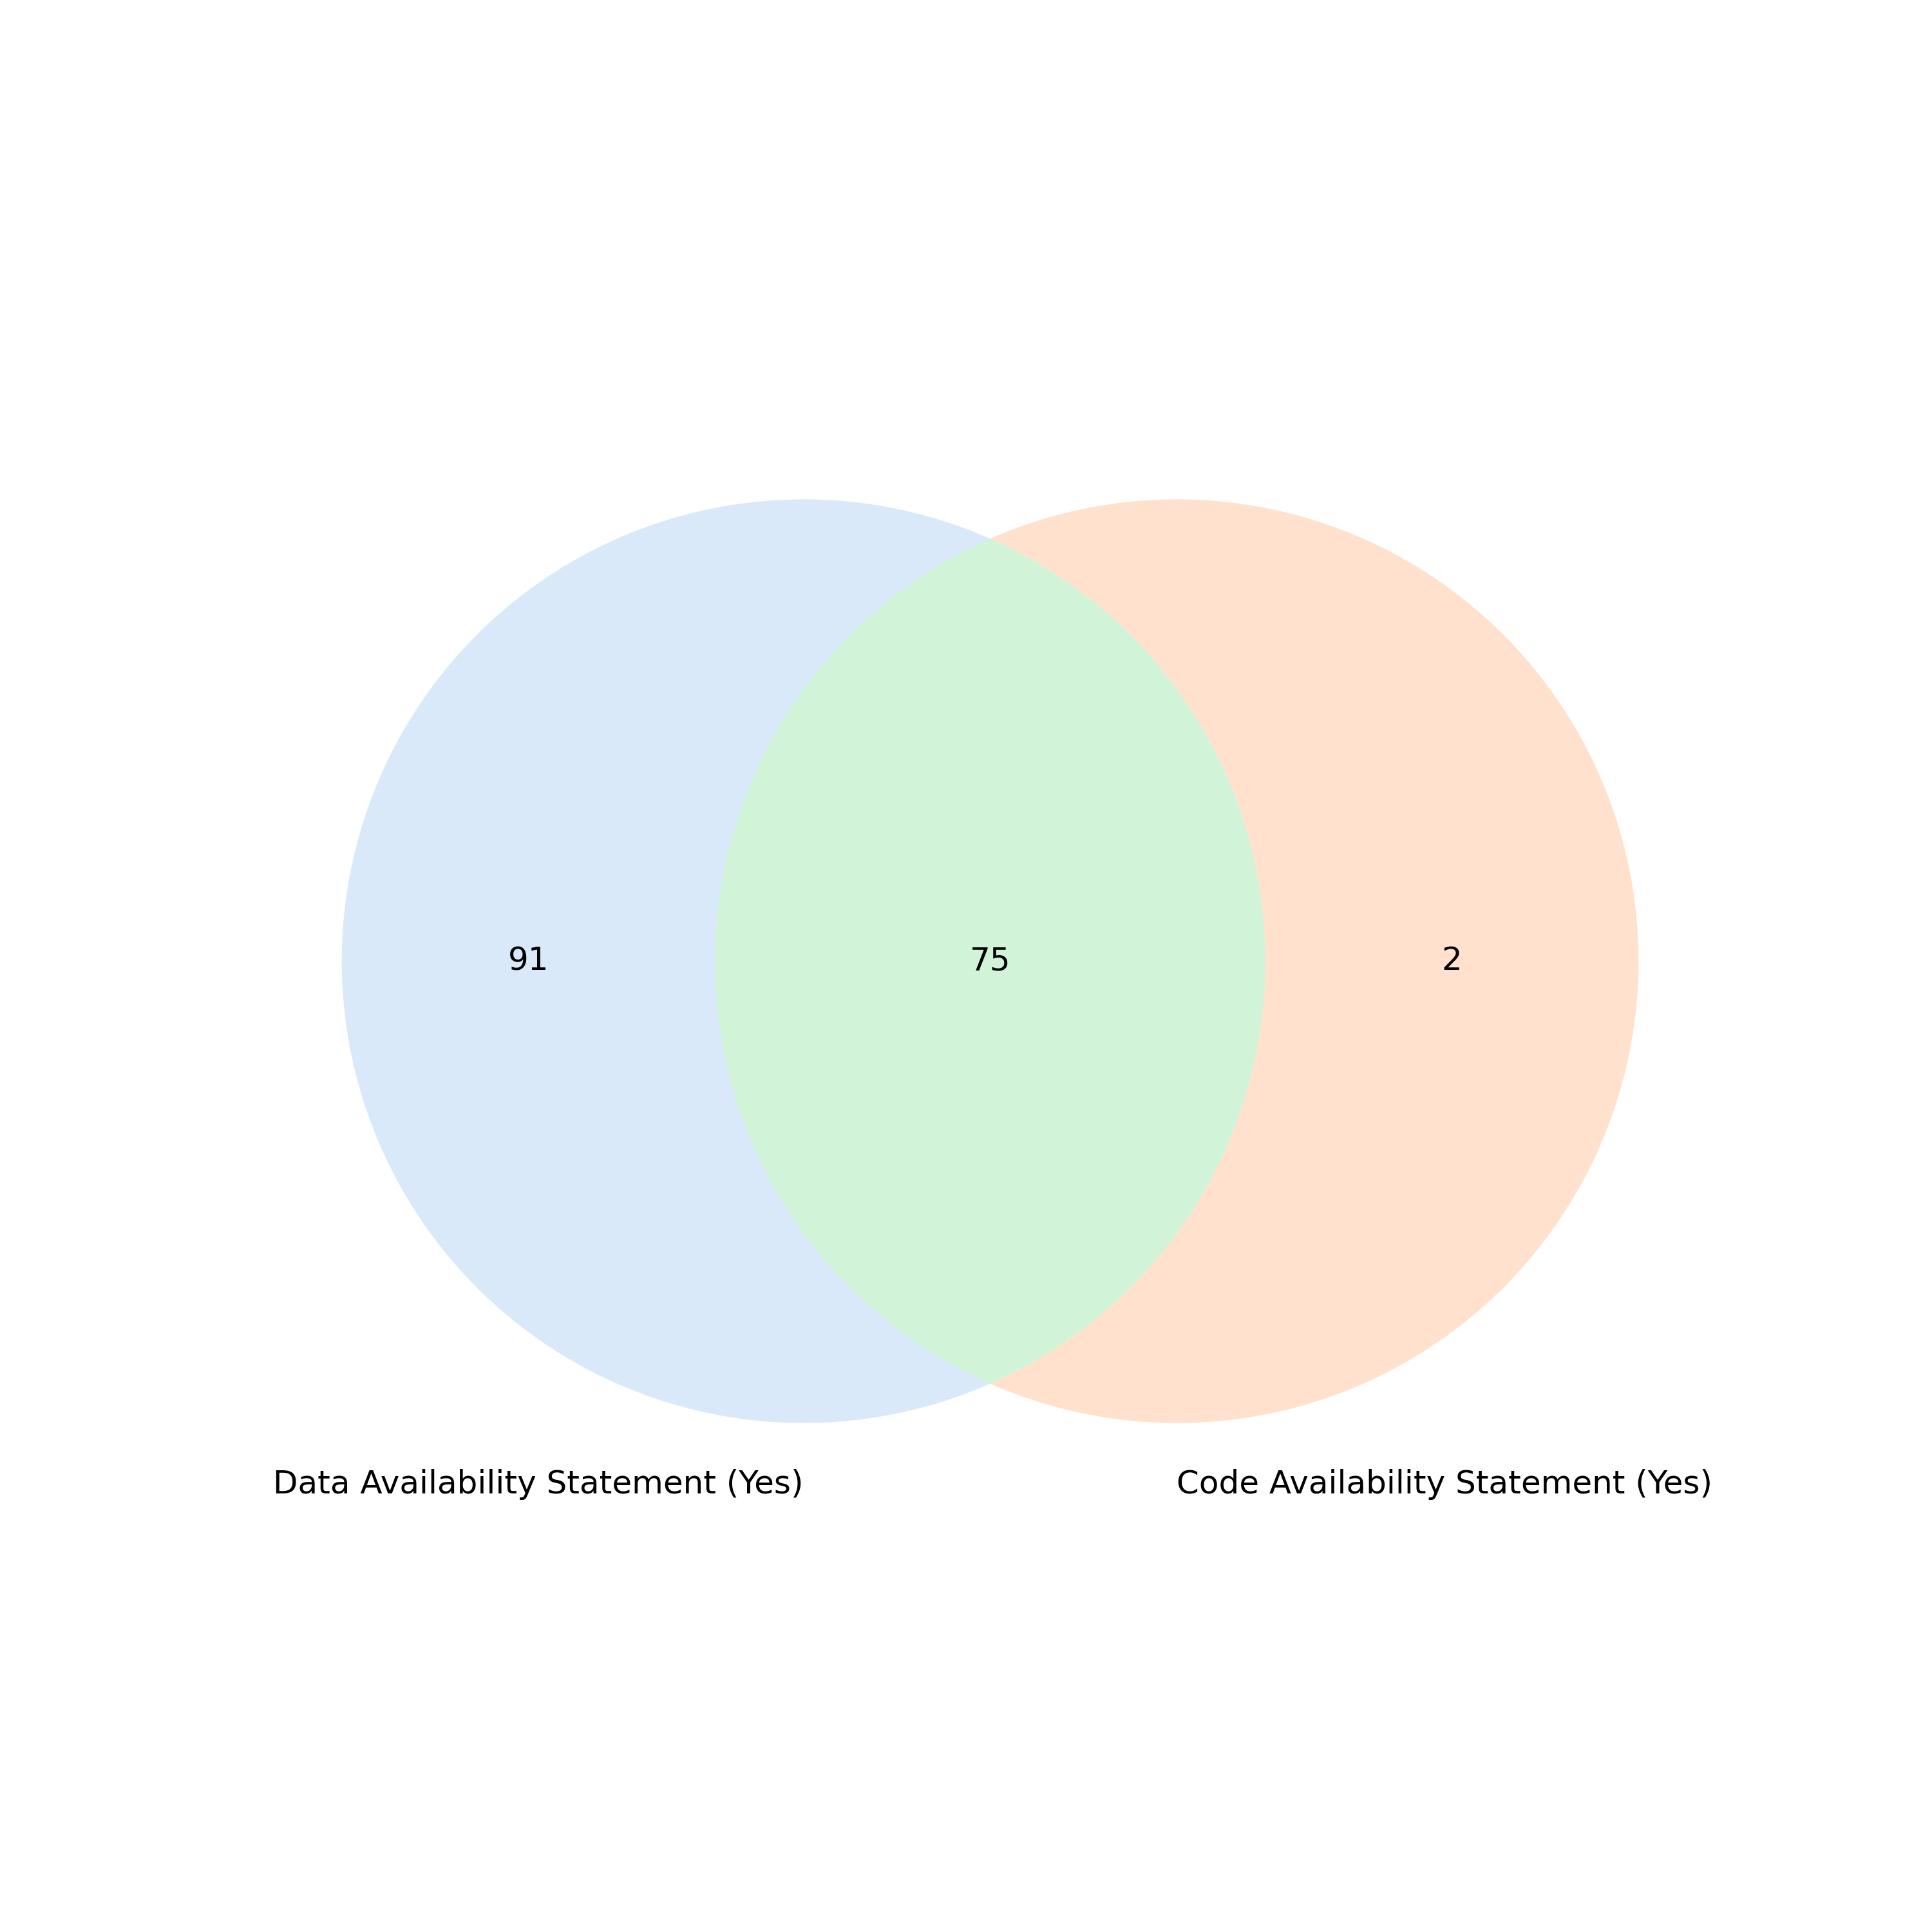 91
75
2
Data Availability Statement (Yes)
Code Availability Statement (Yes)